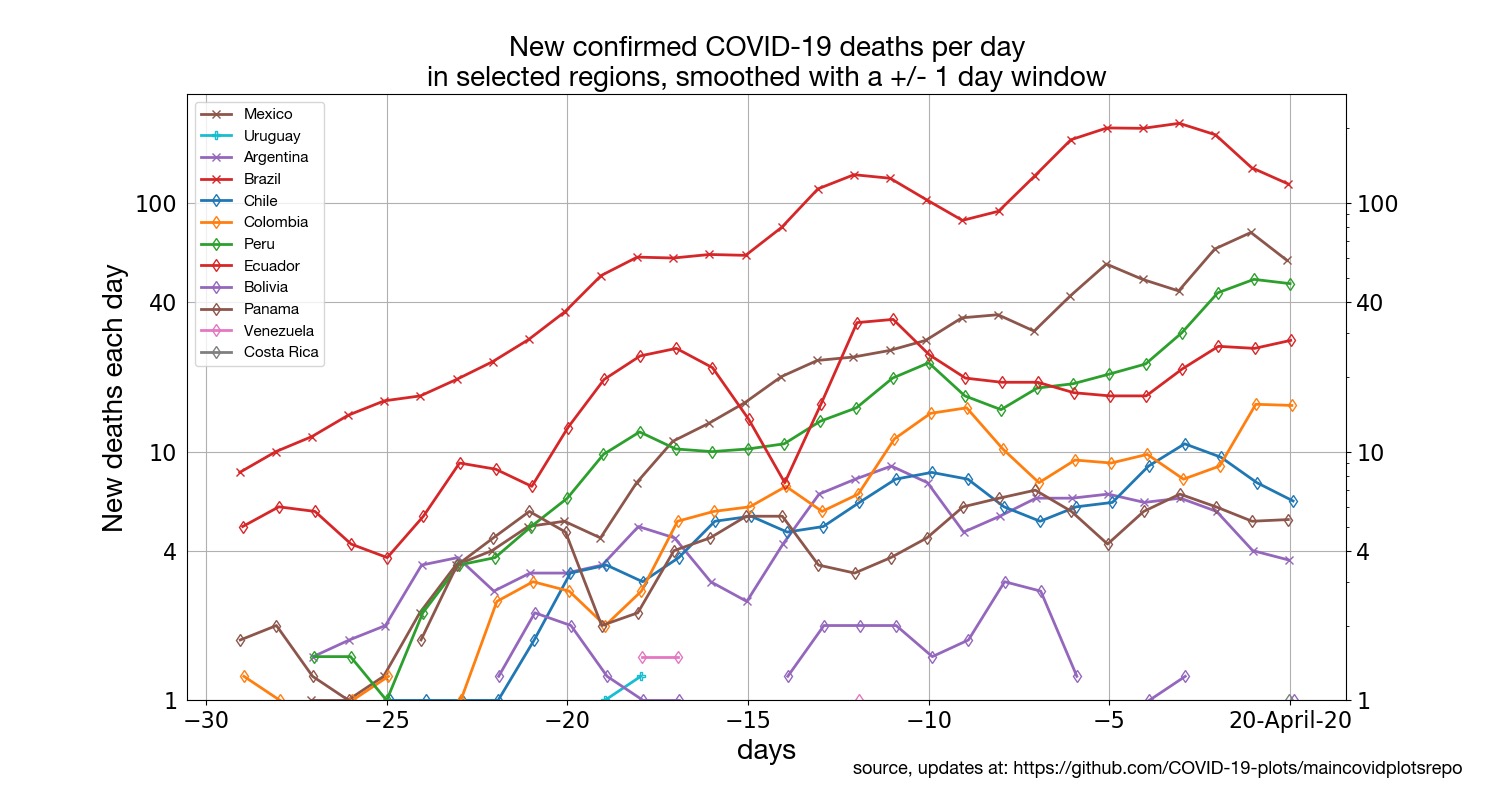 New confirmed COVID-19 deaths per day
in selected regions, smoothed with a +/- 1 day window
Mexico
Uruguay
Argentina
Brazil
Chile
Colombia
Peru
Ecuador
Bolivia
Panama
Venezuela
Costa Rica
New deaths each day
100
40
10
4
1
100
40
10
4
1
−30
−25
−20
−15
−10
−5
20-April-20
days
source, updates at: https://github.com/COVID-19-plots/maincovidplotsrepo